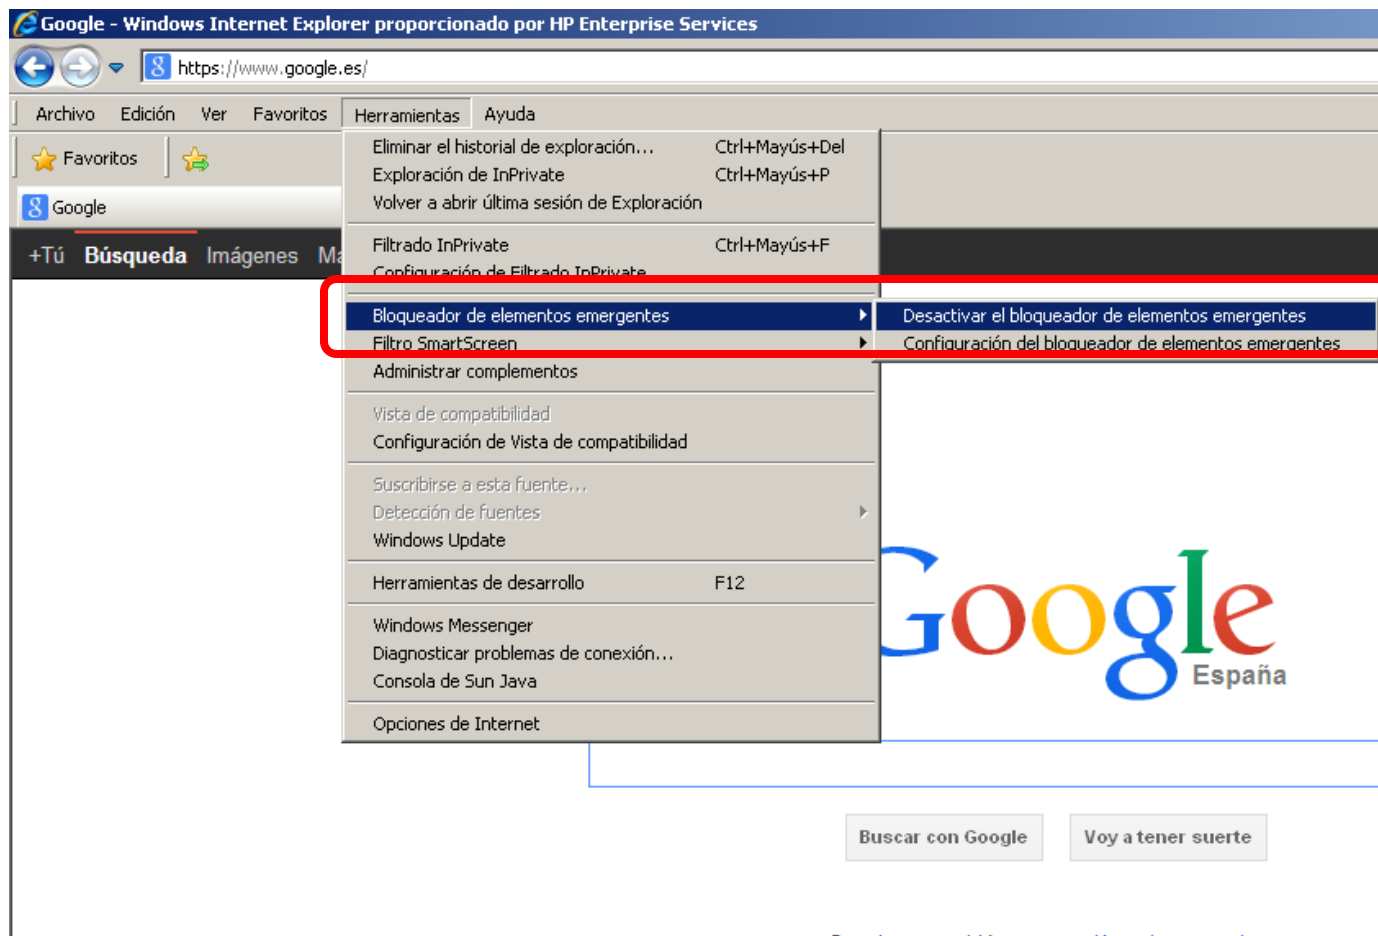 Google - Windows Internet Explorer proporcionado por HP Enterprise Services
8 https://www.google.es/
Archivo Edición Ver Favoritos Herramientas Ayuda
Favoritos
8 Google
+Tú Búsqueda Imágenes Ma
Eliminar el historial de exploración... Ctrl+Mayús+Del
Exploración de InPrivate Ctrl+Mayús+P
Volver a abrir última sesión de Exploración
Filtrado InPrivate Ctrl+Mayús+F
Configuración de Filtrado InPrivate
Bloqueador de elementos emergentes
Desactivar el bloqueador de elementos emergentes
Filtro SmartScreen
Configuración del bloqueador de elementos emergentes
Administrar complementos
Vista de compatibilidad
Configuración de Vista de compatibilidad
Suscribirse a esta fuente...
Detección de fuentes
Windows Update
Herramientas de desarrollo F12
Windows Messenger
Diagnosticar problemas de conexión...
Consola de Sun Java
Opciones de Internet
Google
España
Buscar con Google Voy a tener suerte